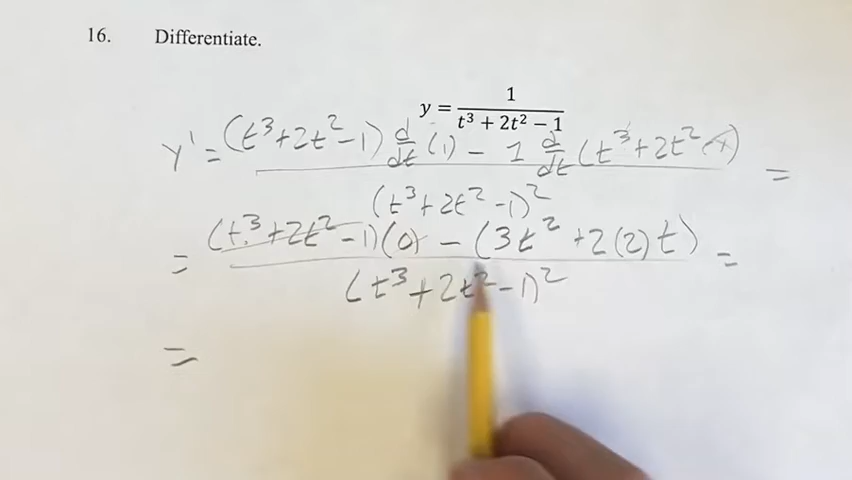 16. Differentiate.
y = 1 / (t³ + 2t² − 1)
y' = (t³+2t²-1) d/dt (1) - 1 d/dt (t³+2t²-1) =
(t³+2t²-1)²
= (t³+2t²-1)(0) - (3t²+2(2)t) =
(t³+2t²-1)²
=